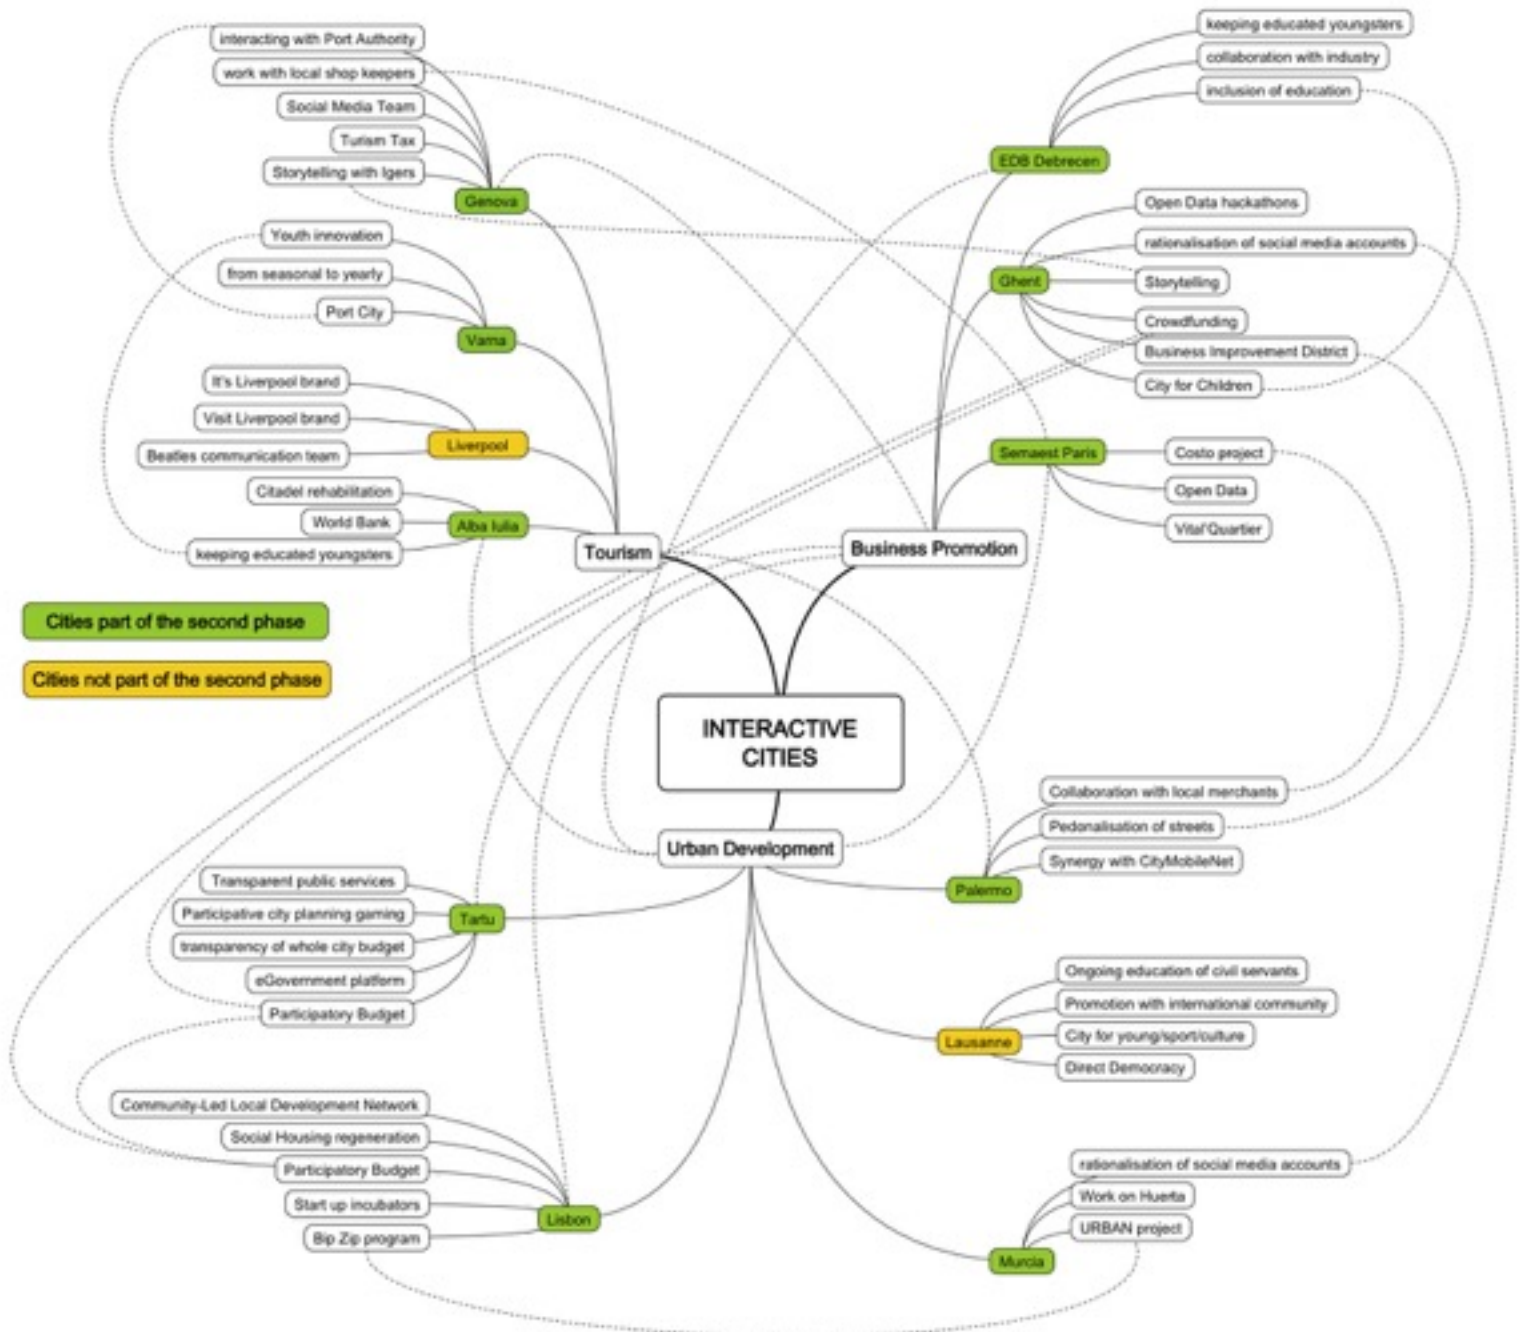 interacting with Port Authority
work with local shop keepers
Social Media Team
Turism Tax
Storytelling with Igers
Genova
Youth innovation
from seasonal to yearly
Port City
Varna
It's Liverpool brand
Visit Liverpool brand
Beatles communication team
Liverpool
Citadel rehabilitation
World Bank
keeping educated youngsters
Alba Iulia
Tourism
keeping educated youngsters
collaboration with industry
inclusion of education
EDB Debrecen
Open Data hackathons
rationalisation of social media accounts
Storytelling
Crowdfunding
Business Improvement District
City for Children
Ghent
Semaest Paris
Costo project
Open Data
Vital'Quartier
Business Promotion
Cities part of the second phase
Cities not part of the second phase
INTERACTIVE
CITIES
Urban Development
Transparent public services
Participative city planning gaming
transparency of whole city budget
eGovernment platform
Participatory Budget
Tartu
Community-Led Local Development Network
Social Housing regeneration
Participatory Budget
Start up incubators
Bip Zip program
Lisbon
Collaboration with local merchants
Pedonalisation of streets
Synergy with CityMobileNet
Palermo
Ongoing education of civil servants
Promotion with international community
City for young/sport/culture
Direct Democracy
Lausanne
rationalisation of social media accounts
Work on Huerta
URBAN project
Murcia